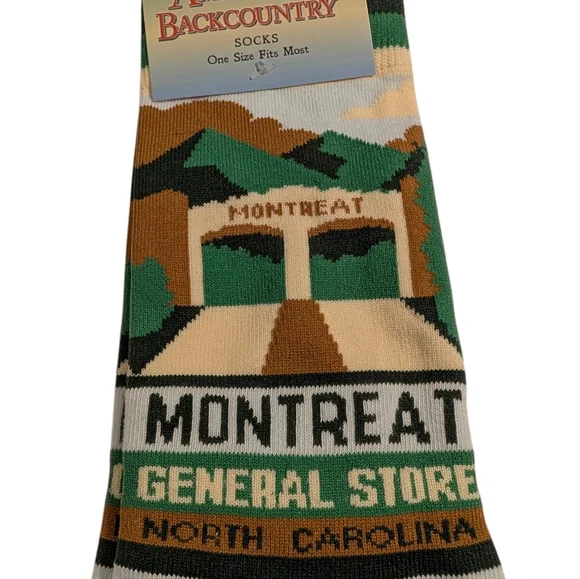 BACKCOUNTRY
SOCKS
One Size Fits Most
MONTREAT
MONTREAT
GENERAL STORE
NORTH CAROLINA